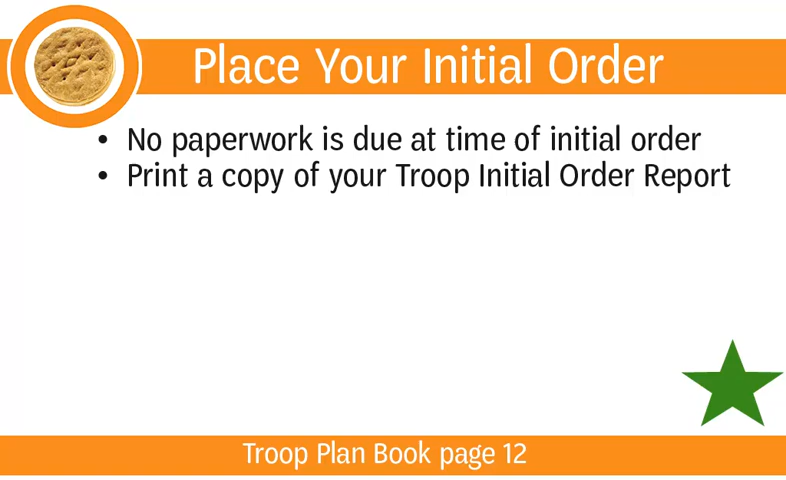 Place Your Initial Order
• No paperwork is due at time of initial order
• Print a copy of your Troop Initial Order Report
Troop Plan Book page 12